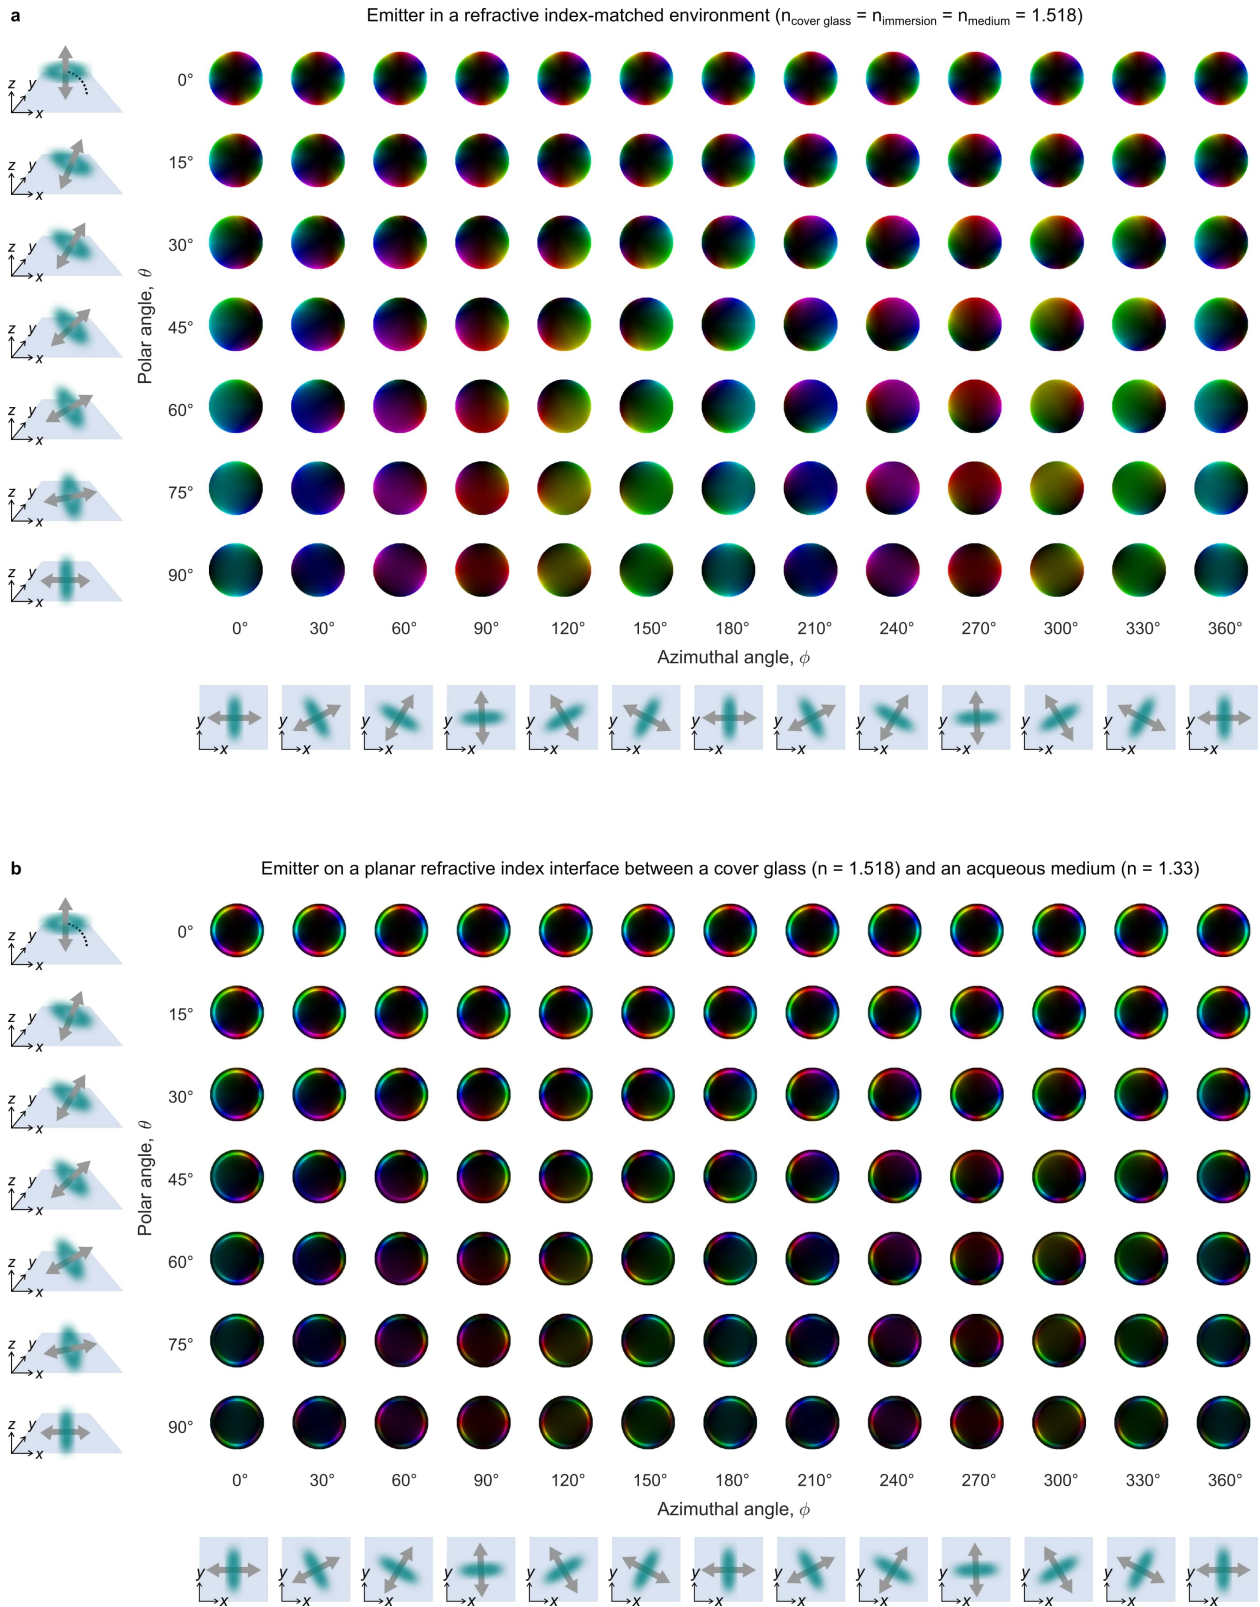 a
Emitter in a refractive index-matched environment (n_cover glass = n_immersion = n_medium = 1.518)
z y x
0°
z y x
15°
z y x
30°
z y x
45°
z y x
60°
z y x
75°
z y x
90°
Polar angle, θ
0° 30° 60° 90° 120° 150° 180° 210° 240° 270° 300° 330° 360°
Azimuthal angle, ϕ
y x y x y x y x y x y x y x y x y x y x y x y x y x
b
Emitter on a planar refractive index interface between a cover glass (n = 1.518) and an acqueous medium (n = 1.33)
z y x
0°
z y x
15°
z y x
30°
z y x
45°
z y x
60°
z y x
75°
z y x
90°
Polar angle, θ
0° 30° 60° 90° 120° 150° 180° 210° 240° 270° 300° 330° 360°
Azimuthal angle, ϕ
y x y x y x y x y x y x y x y x y x y x y x y x y x